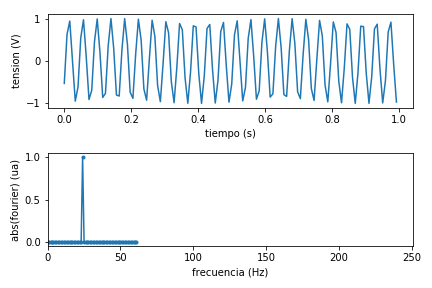 1
0
−1
tension (V)
0.0 0.2 0.4 0.6 0.8 1.0
tiempo (s)
1.0
0.5
0.0
abs(fourier) (ua)
0 50 100 150 200 250
frecuencia (Hz)